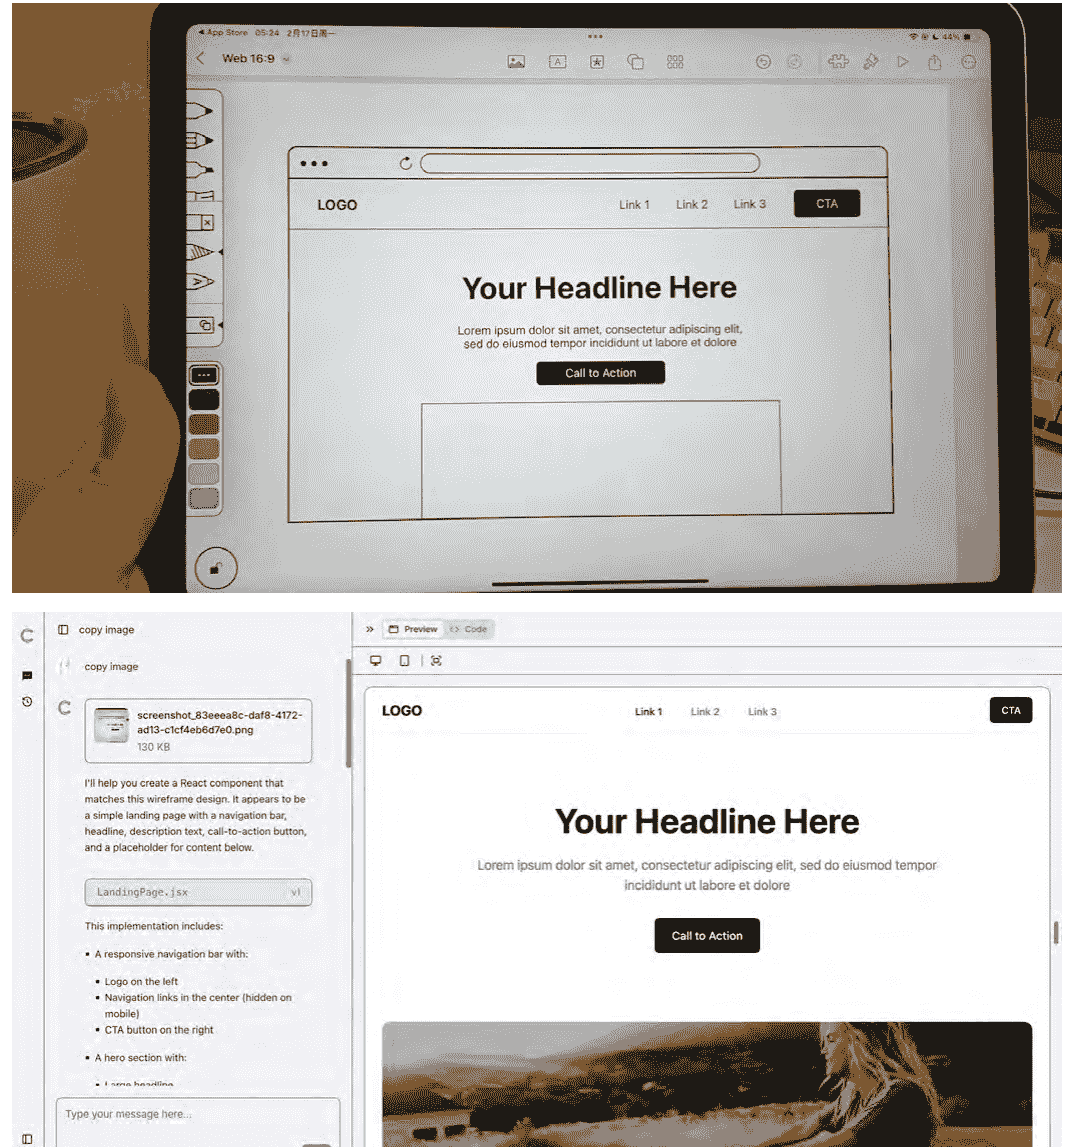 App Store 05:24 2月17日周一
44%
Web 16:9
A
LOGO
Link 1
Link 2
Link 3
CTA
Your Headline Here
Lorem ipsum dolor sit amet, consectetur adipiscing elit,
sed do eiusmod tempor incididunt ut labore et dolore
Call to Action
copy image
copy image
screenshot_83eeea8c-daf8-4172-
ad13-c1cf4eb6d7e0.png
130 KB
I'll help you create a React component that
matches this wireframe design. It appears to be
a simple landing page with a navigation bar,
headline, description text, call-to-action button,
and a placeholder for content below.
LandingPage.jsx v1
This implementation includes:
• A responsive navigation bar with:
• Logo on the left
• Navigation links in the center (hidden on
mobile)
• CTA button on the right
• A hero section with:
• Large headline
Type your message here...
Preview
Code
LOGO
Link 1
Link 2
Link 3
CTA
Your Headline Here
Lorem ipsum dolor sit amet, consectetur adipiscing elit, sed do eiusmod tempor
incididunt ut labore et dolore
Call to Action